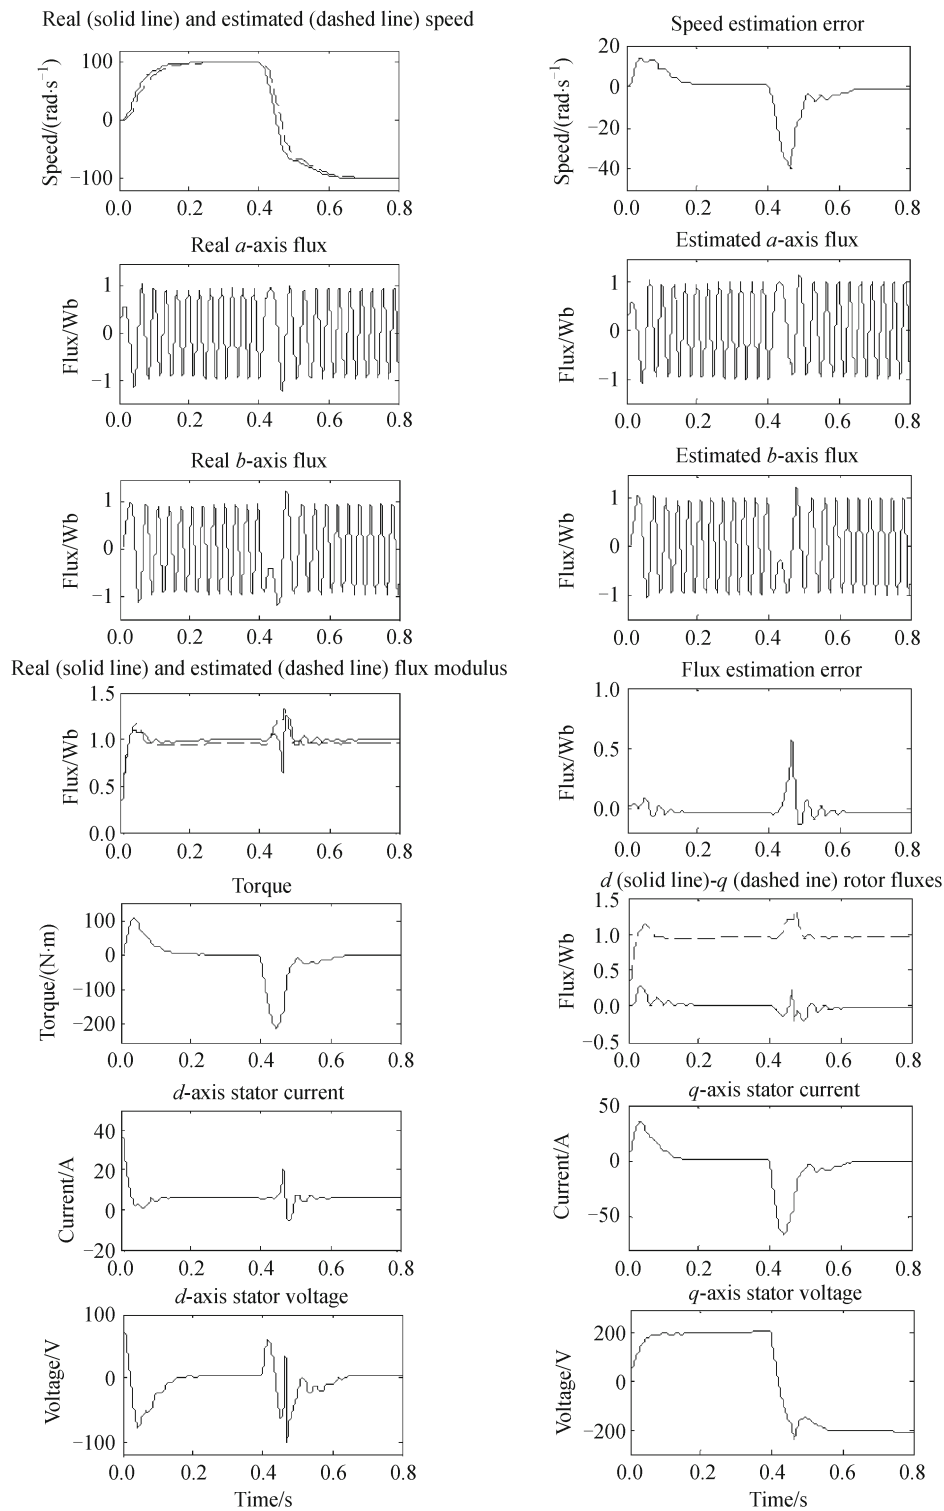 Real (solid line) and estimated (dashed line) speed
Speed/(rad·s⁻¹)
100
0
−100
0.0 0.2 0.4 0.6 0.8
Speed estimation error
Speed/(rad·s⁻¹)
20
0
−20
−40
0.0 0.2 0.4 0.6 0.8
Real a-axis flux
Flux/Wb
1
0
−1
0.0 0.2 0.4 0.6 0.8
Estimated a-axis flux
Flux/Wb
1
0
−1
0.0 0.2 0.4 0.6 0.8
Real b-axis flux
Flux/Wb
1
0
−1
0.0 0.2 0.4 0.6 0.8
Estimated b-axis flux
Flux/Wb
1
0
−1
0.0 0.2 0.4 0.6 0.8
Real (solid line) and estimated (dashed line) flux modulus
Flux/Wb
1.5
1.0
0.5
0.0
0.0 0.2 0.4 0.6 0.8
Flux estimation error
Flux/Wb
1.0
0.5
0.0
0.0 0.2 0.4 0.6 0.8
Torque
Torque/(N·m)
100
0
−100
−200
0.0 0.2 0.4 0.6 0.8
d (solid line)-q (dashed ine) rotor fluxes
Flux/Wb
1.5
1.0
0.5
0.0
−0.5
0.0 0.2 0.4 0.6 0.8
d-axis stator current
Current/A
40
20
0
−20
0.0 0.2 0.4 0.6 0.8
q-axis stator current
Current/A
50
0
−50
0.0 0.2 0.4 0.6 0.8
d-axis stator voltage
Voltage/V
100
0
−100
0.0 0.2 0.4 0.6 0.8
Time/s
q-axis stator voltage
Voltage/V
200
0
−200
0.0 0.2 0.4 0.6 0.8
Time/s